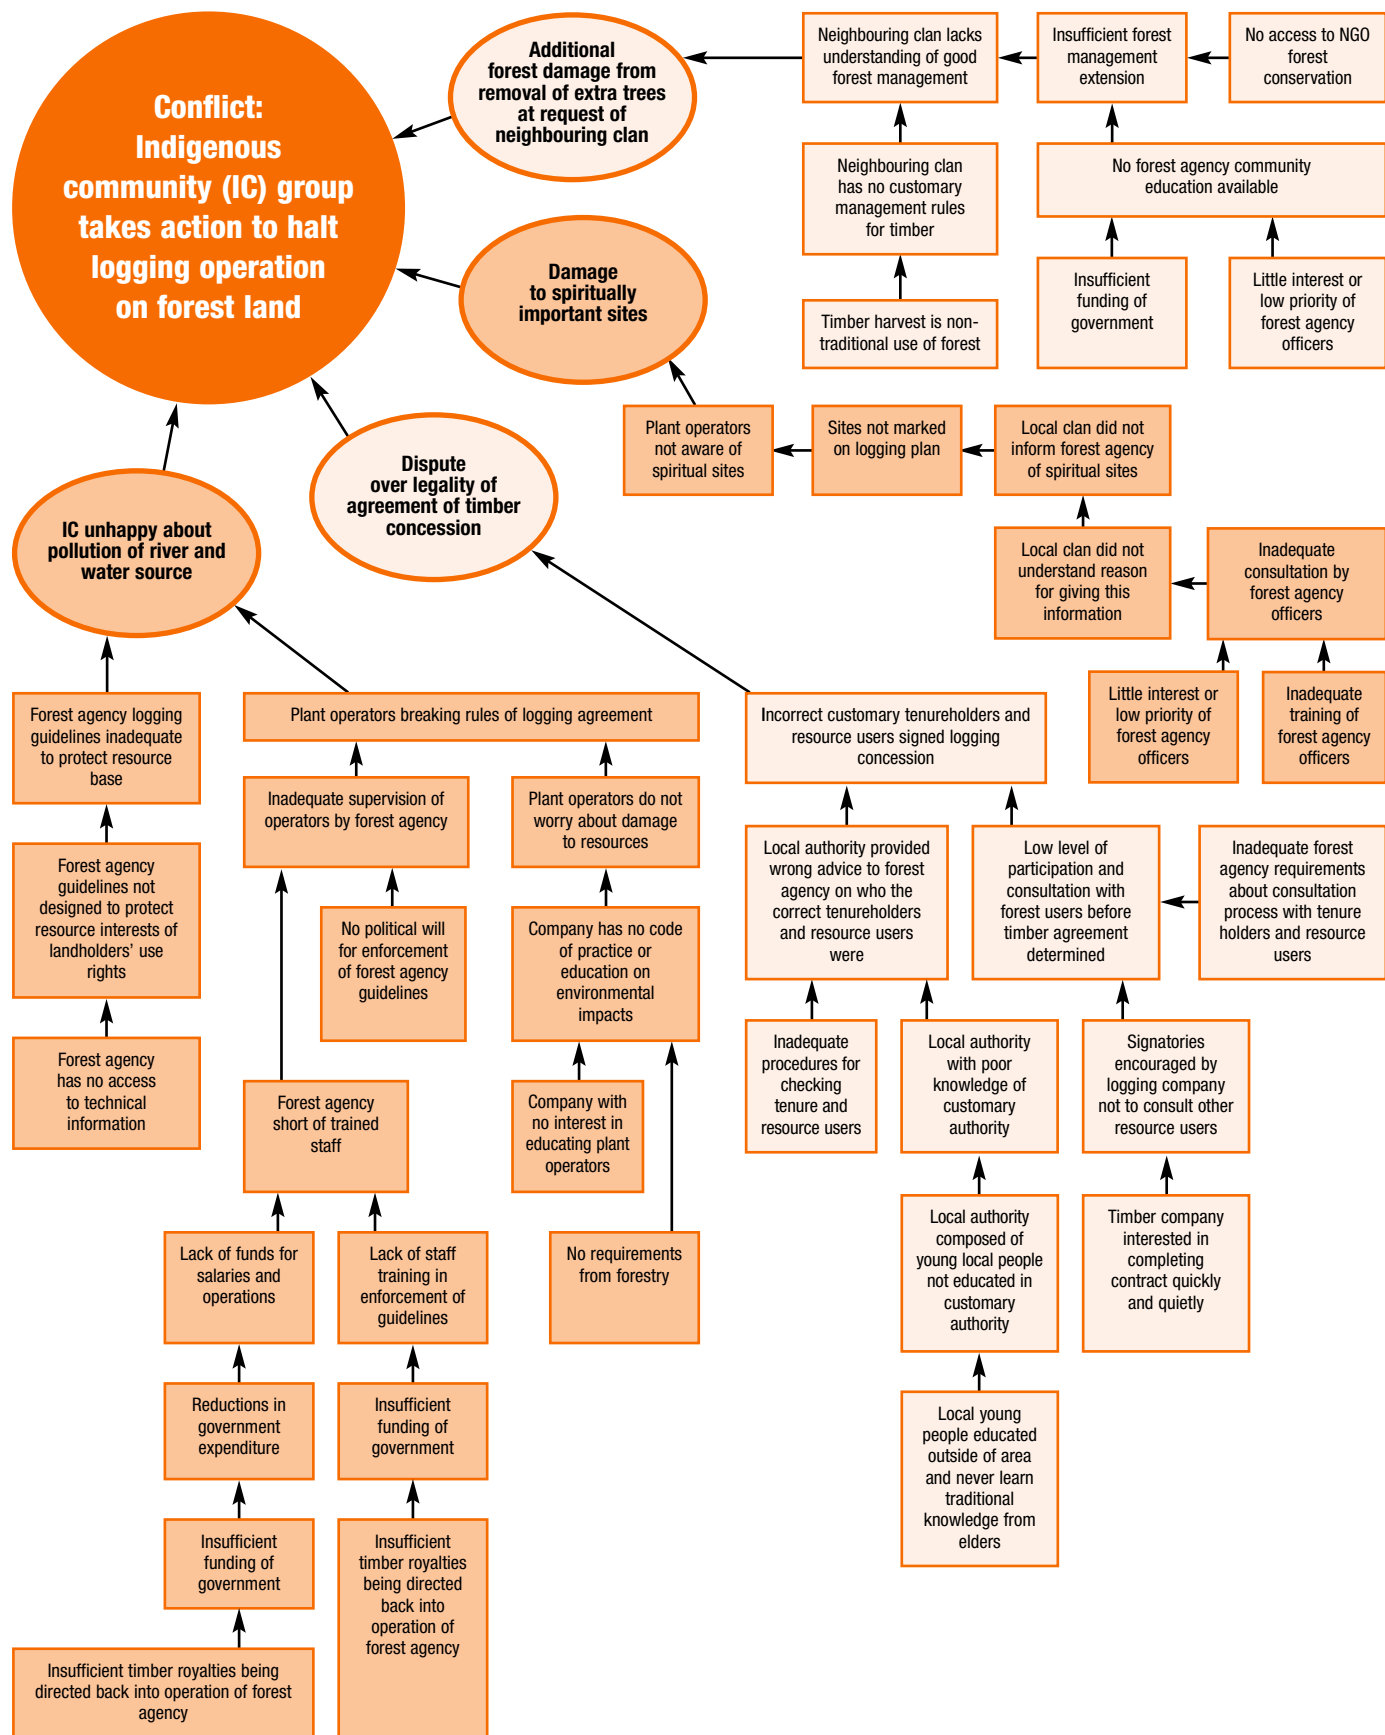 Conflict:
Indigenous
community (IC) group
takes action to halt
logging operation
on forest land
Additional
forest damage from
removal of extra trees
at request of
neighbouring clan
Neighbouring clan lacks
understanding of good
forest management
Insufficient forest
management
extension
No access to NGO
forest
conservation
Neighbouring clan
has no customary
management rules
for timber
No forest agency community
education available
Timber harvest is non-
traditional use of forest
Insufficient
funding of
government
Little interest or
low priority of
forest agency
officers
Damage
to spiritually
important sites
Plant operators
not aware of
spiritual sites
Sites not marked
on logging plan
Local clan did not
inform forest agency
of spiritual sites
Local clan did not
understand reason
for giving this
information
Inadequate
consultation by
forest agency
officers
Little interest or
low priority of
forest agency
officers
Inadequate
training of
forest agency
officers
Dispute
over legality of
agreement of timber
concession
IC unhappy about
pollution of river and
water source
Forest agency logging
guidelines inadequate
to protect resource
base
Plant operators breaking rules of logging agreement
Incorrect customary tenureholders and
resource users signed logging
concession
Inadequate supervision of
operators by forest agency
Plant operators do not
worry about damage
to resources
Forest agency
guidelines not
designed to protect
resource interests of
landholders’ use
rights
Local authority provided
wrong advice to forest
agency on who the
correct tenureholders
and resource users
were
Low level of
participation and
consultation with
forest users before
timber agreement
determined
Inadequate forest
agency requirements
about consultation
process with tenure
holders and resource
users
No political will
for enforcement
of forest agency
guidelines
Company has no code
of practice or
education on
environmental
impacts
Forest agency
has no access
to technical
information
Inadequate
procedures for
checking
tenure and
resource users
Local authority
with poor
knowledge of
customary
authority
Signatories
encouraged by
logging company
not to consult other
resource users
Forest agency
short of trained
staff
Company with
no interest in
educating plant
operators
Lack of funds for
salaries and
operations
Lack of staff
training in
enforcement of
guidelines
No requirements
from forestry
Local authority
composed of
young local people
not educated in
customary
authority
Timber company
interested in
completing
contract quickly
and quietly
Reductions in
government
expenditure
Insufficient
funding of
government
Local young
people educated
outside of area
and never learn
traditional
knowledge from
elders
Insufficient
funding of
government
Insufficient
timber royalties
being directed
back into
operation of
forest agency
Insufficient timber royalties being
directed back into operation of forest
agency